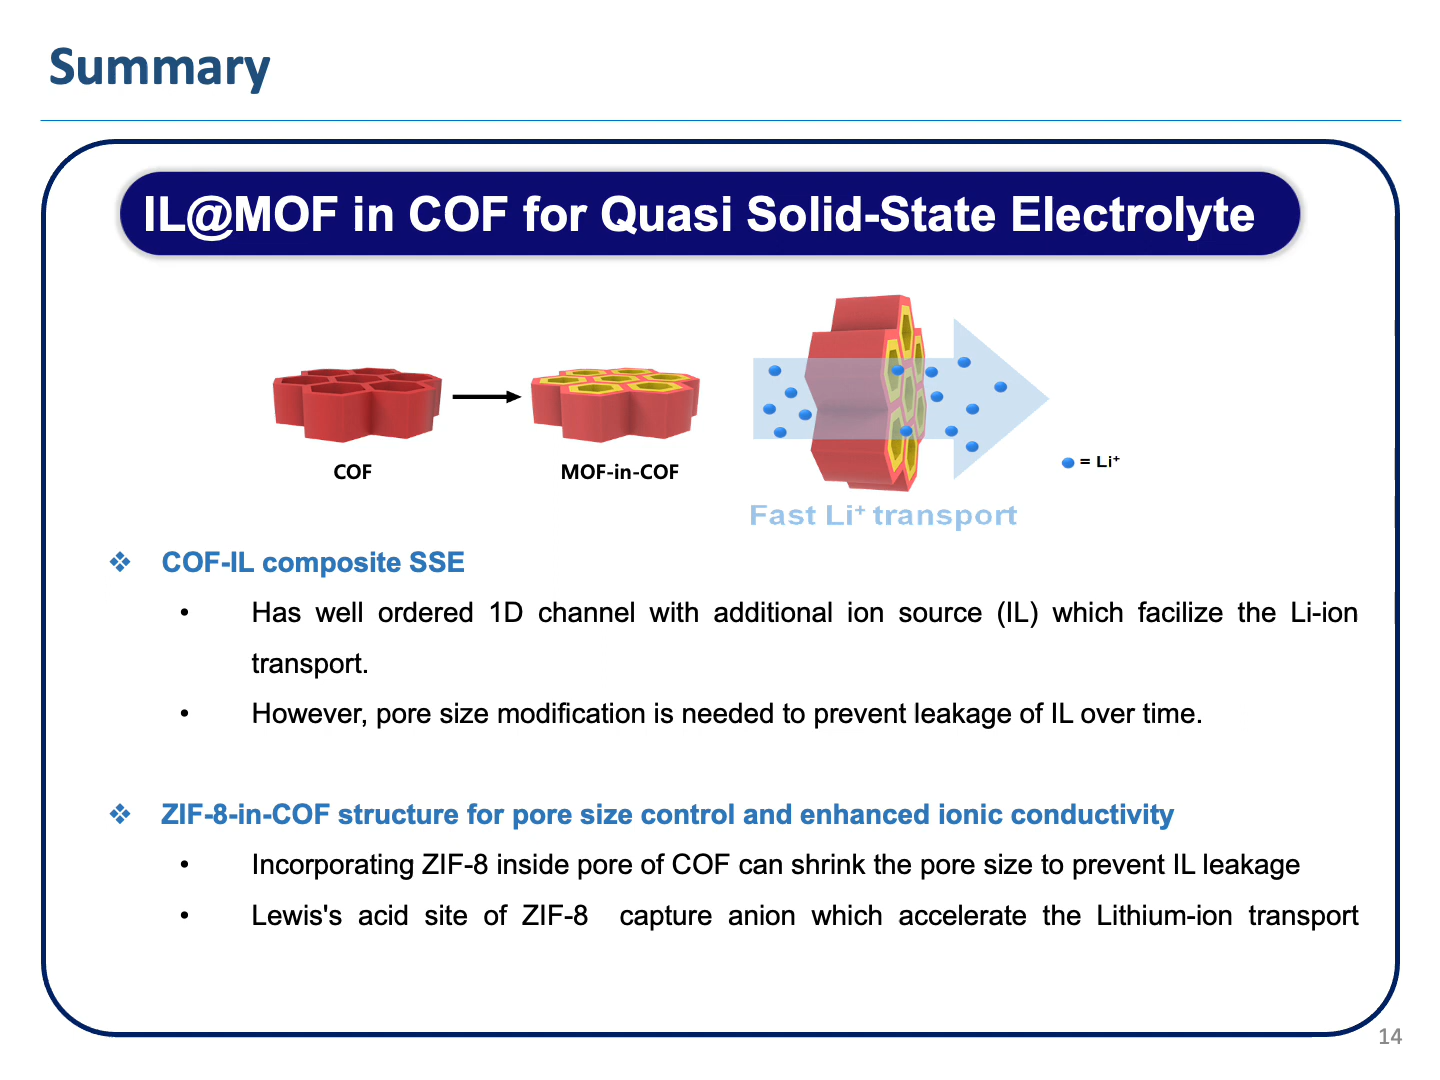 Summary
IL@MOF in COF for Quasi Solid-State Electrolyte
COF
MOF-in-COF
= Li⁺
Fast Li⁺ transport
❖ COF-IL composite SSE
• Has well ordered 1D channel with additional ion source (IL) which facilize the Li-ion
transport.
• However, pore size modification is needed to prevent leakage of IL over time.
❖ ZIF-8-in-COF structure for pore size control and enhanced ionic conductivity
• Incorporating ZIF-8 inside pore of COF can shrink the pore size to prevent IL leakage
• Lewis's acid site of ZIF-8 capture anion which accelerate the Lithium-ion transport
14